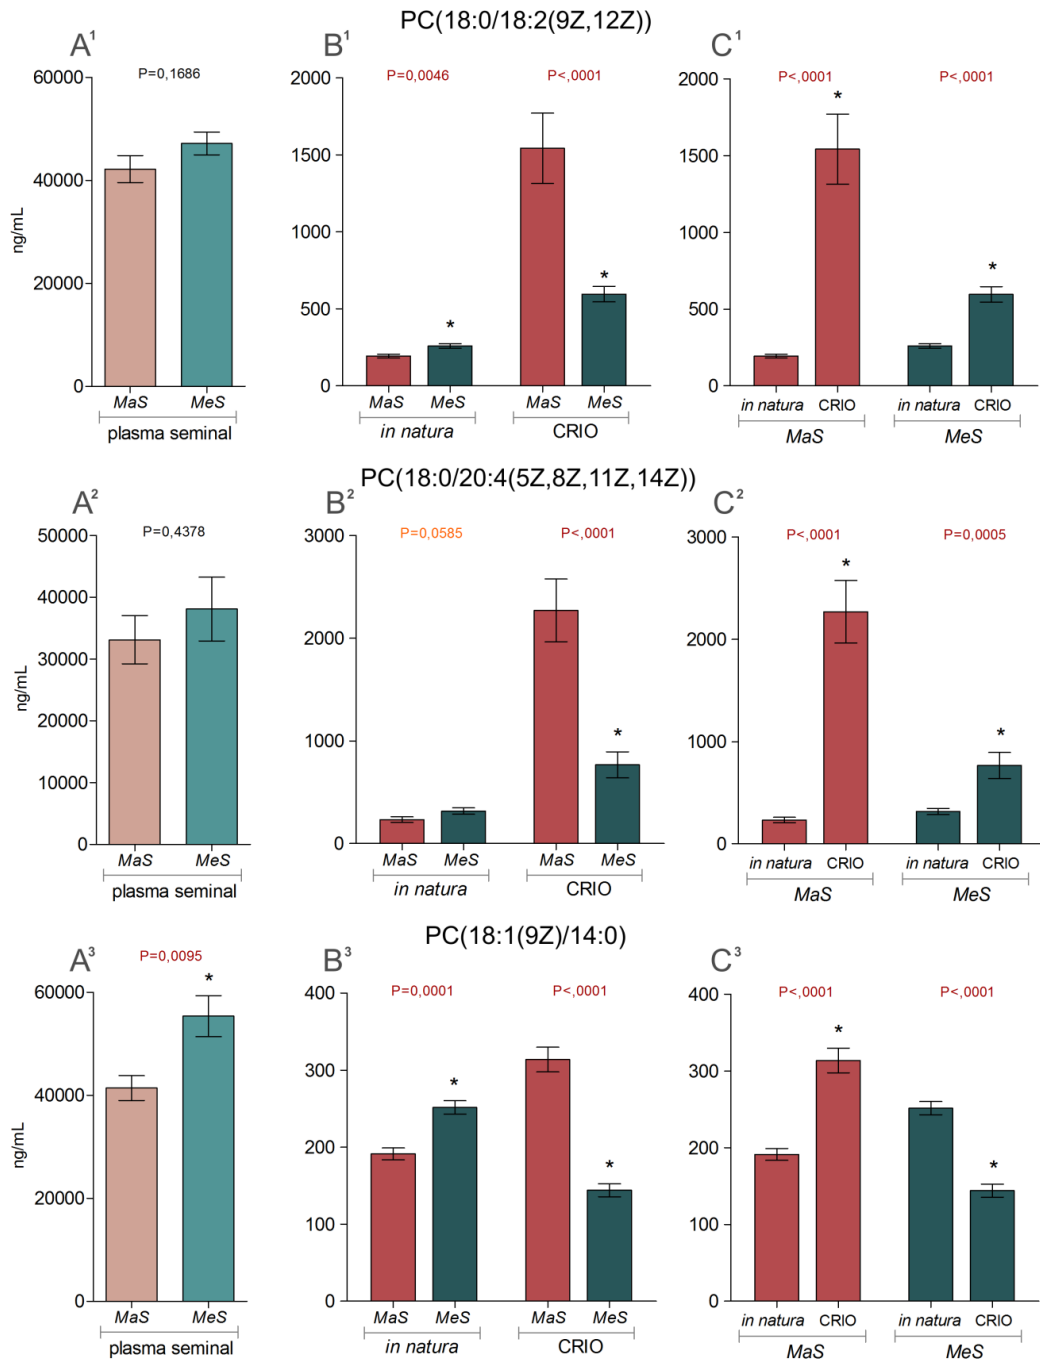 PC(18:0/18:2(9Z,12Z))
A¹ B¹ C¹
P=0,1686 P=0,0046 P<,0001 P<,0001 P<,0001
60000
40000
20000
0
ng/mL
MaS MeS
plasma seminal
2000
1500
1000
500
0
* *
MaS MeS MaS MeS
in natura CRIO
2000
1500
1000
500
0
* *
in natura CRIO in natura CRIO
MaS MeS
PC(18:0/20:4(5Z,8Z,11Z,14Z))
A² B² C²
P=0,4378 P=0,0585 P<,0001 P<,0001 P=0,0005
50000
40000
30000
20000
10000
0
ng/mL
MaS MeS
plasma seminal
3000
2000
1000
0
*
MaS MeS MaS MeS
in natura CRIO
3000
2000
1000
0
* *
in natura CRIO in natura CRIO
MaS MeS
PC(18:1(9Z)/14:0)
A³ B³ C³
P=0,0095 P=0,0001 P<,0001 P<,0001 P<,0001
60000
40000
20000
0
ng/mL
*
MaS MeS
plasma seminal
400
300
200
100
0
* *
MaS MeS MaS MeS
in natura CRIO
400
300
200
100
0
* *
in natura CRIO in natura CRIO
MaS MeS